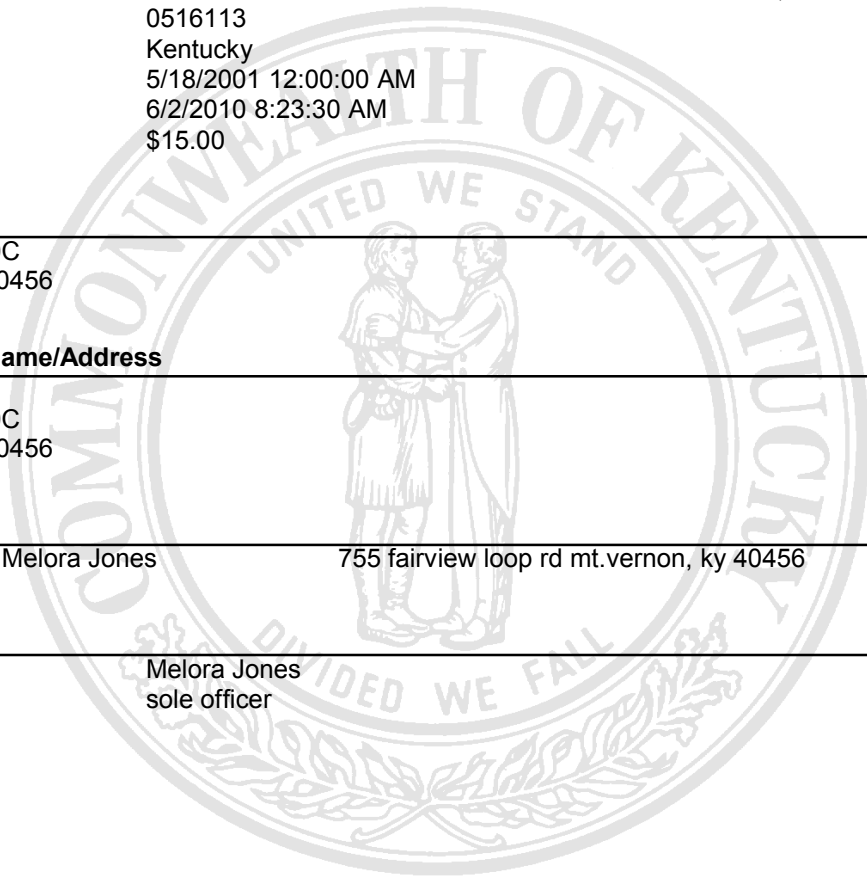 0516113
Kentucky
5/18/2001 12:00:00 AM
6/2/2010 8:23:30 AM
$15.00
COMMONWEALTH OF KENTUCKY
UNITED WE STAND
0456
ame/Address
0456
Melora Jones 755 fairview loop rd mt.vernon, ky 40456
DIVIDED WE FALL
Melora Jones
sole officer